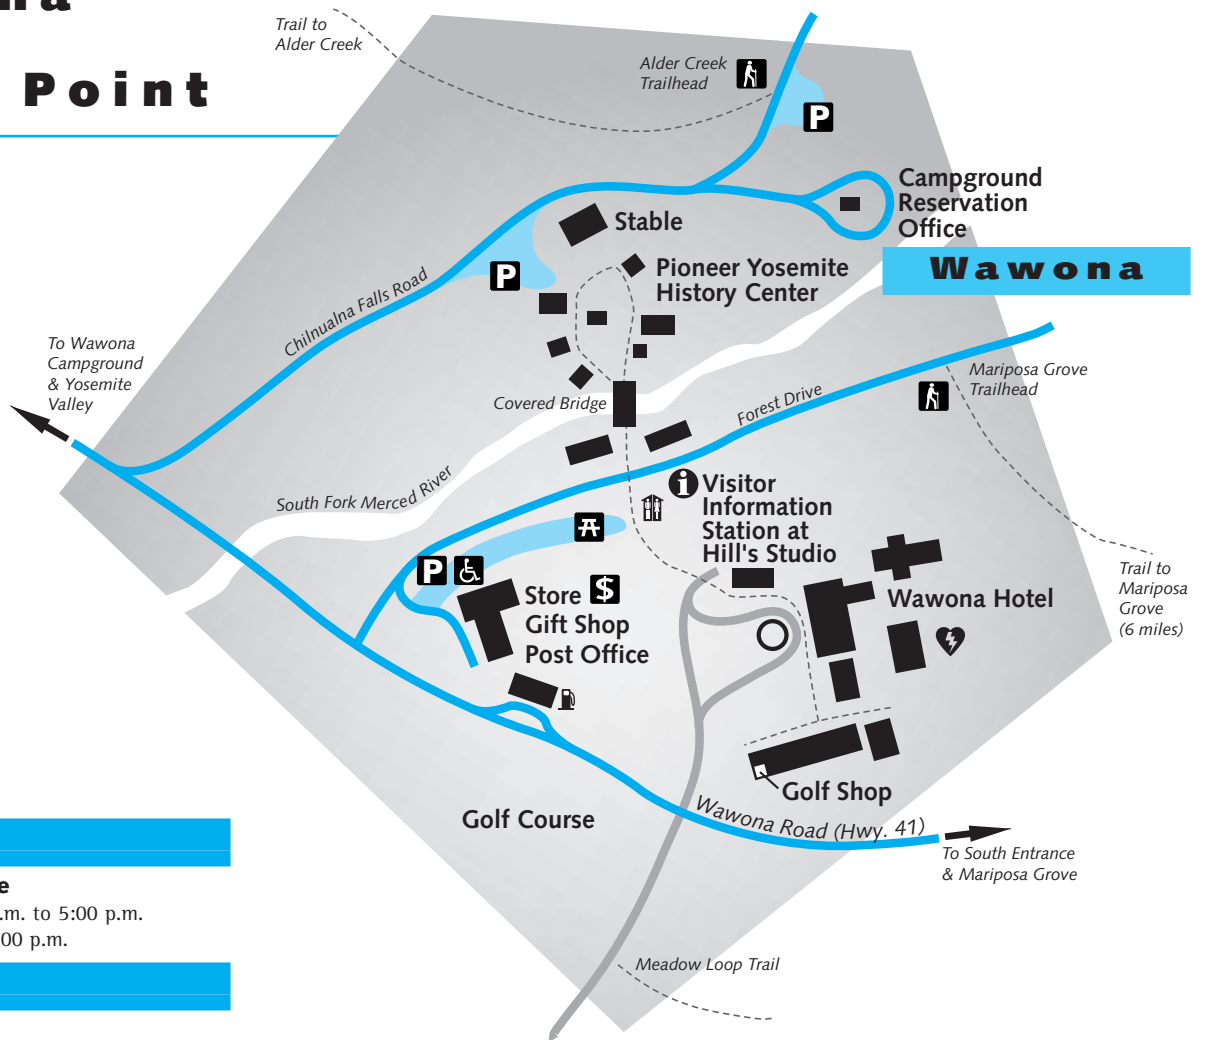 Point
Trail to
Alder Creek
Alder Creek
Trailhead
P
Campground
Reservation
Office
Wawona
Stable
Pioneer Yosemite
History Center
P
Chilnualna Falls Road
To Wawona
Campground
& Yosemite
Valley
Covered Bridge
Forest Drive
Mariposa Grove
Trailhead
South Fork Merced River
i
Visitor
Information
Station at
Hill's Studio
P
Store $
Gift Shop
Post Office
Wawona Hotel
Trail to
Mariposa
Grove
(6 miles)
Golf Shop
Golf Course
Wawona Road (Hwy. 41)
To South Entrance
& Mariposa Grove
Meadow Loop Trail
.m. to 5:00 p.m.
00 p.m.